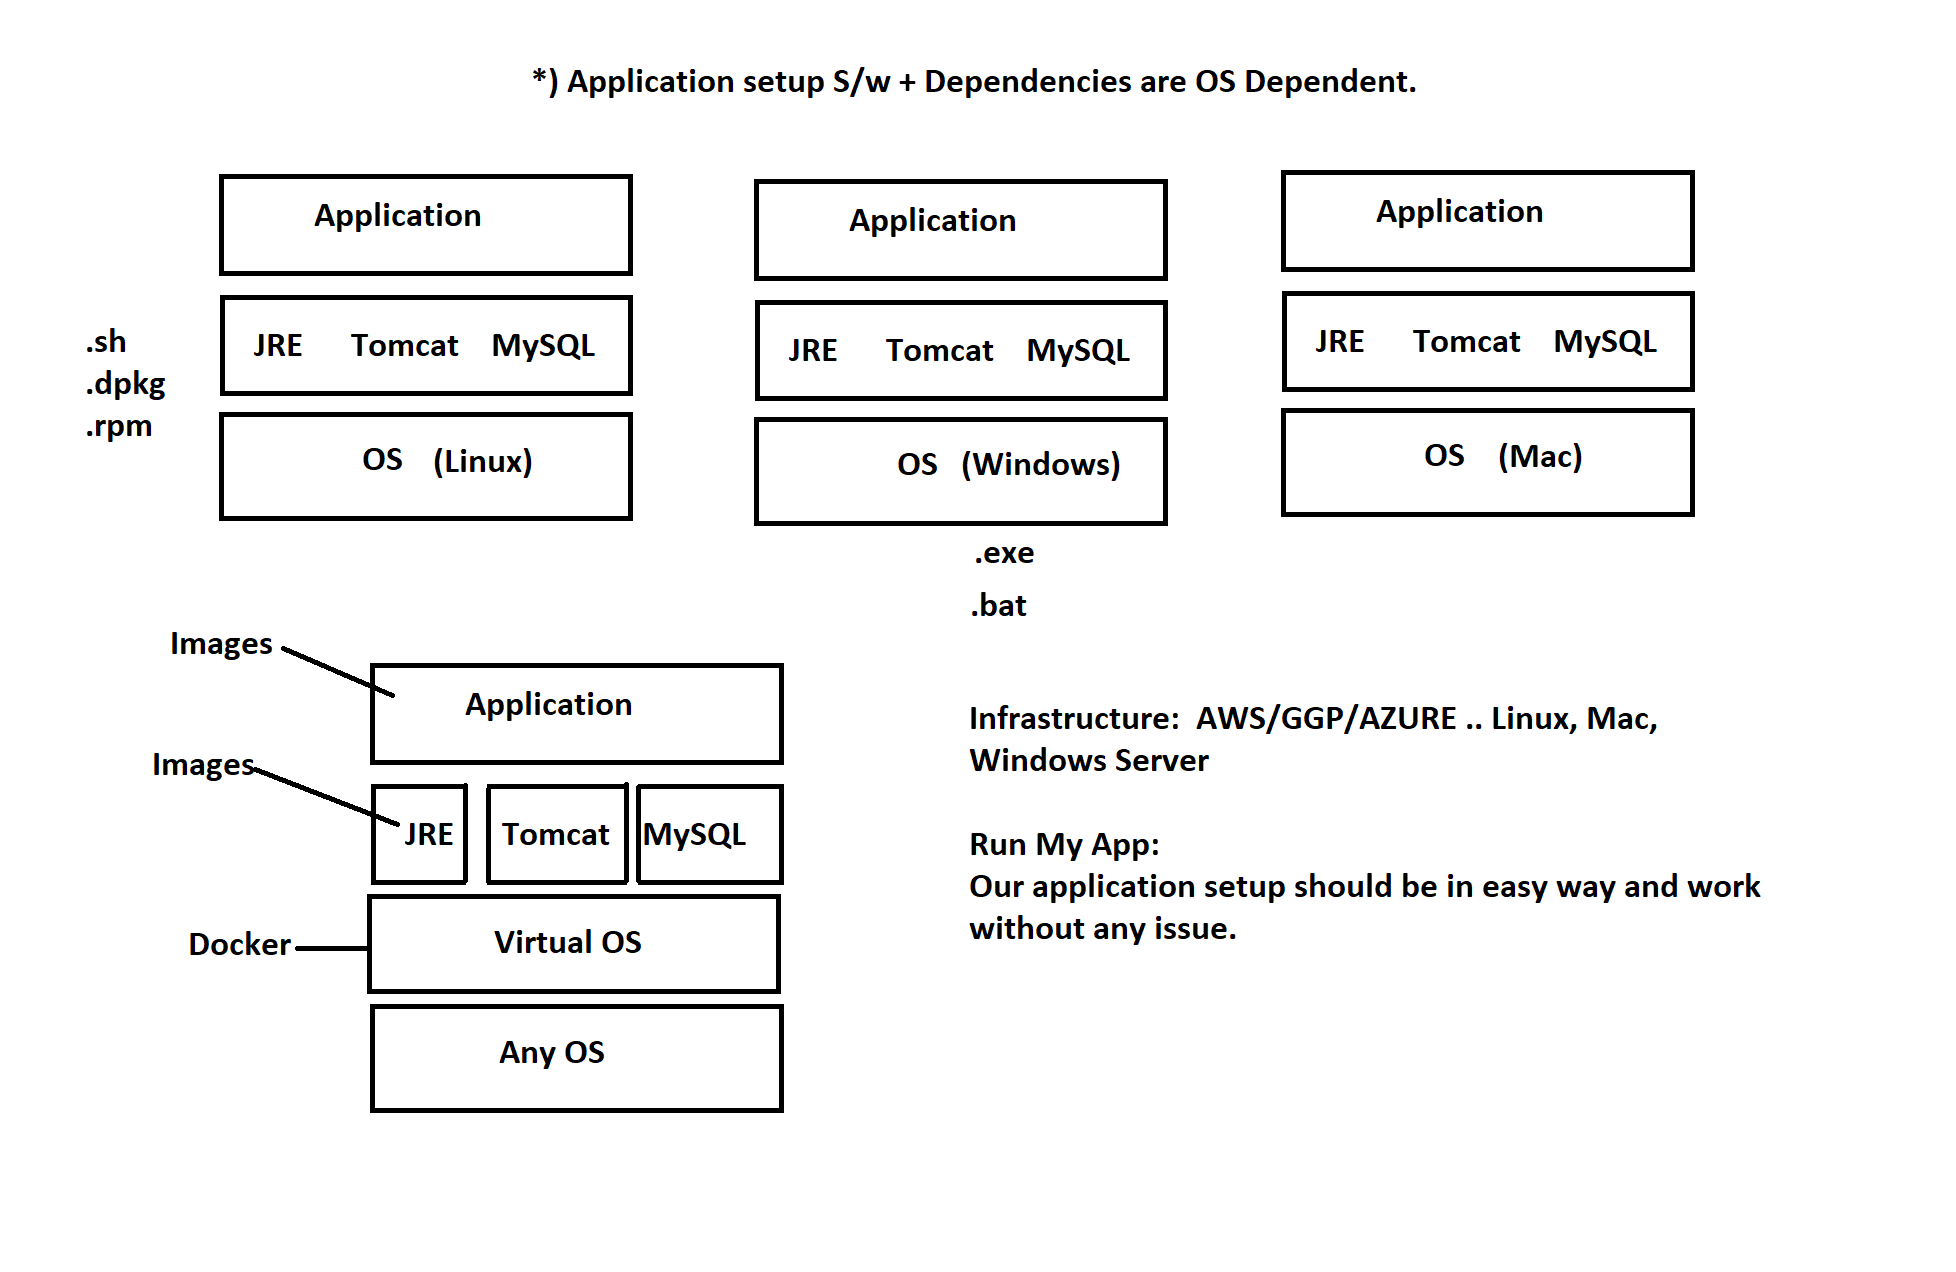 *) Application setup S/w + Dependencies are OS Dependent.
Application
Application
Application
.sh
.dpkg
.rpm
JRE Tomcat MySQL
JRE Tomcat MySQL
JRE Tomcat MySQL
OS (Linux)
OS (Windows)
OS (Mac)
.exe
.bat
Images
Application
Images
JRE Tomcat MySQL
Docker
Virtual OS
Any OS
Infrastructure: AWS/GGP/AZURE .. Linux, Mac,
Windows Server
Run My App:
Our application setup should be in easy way and work
without any issue.